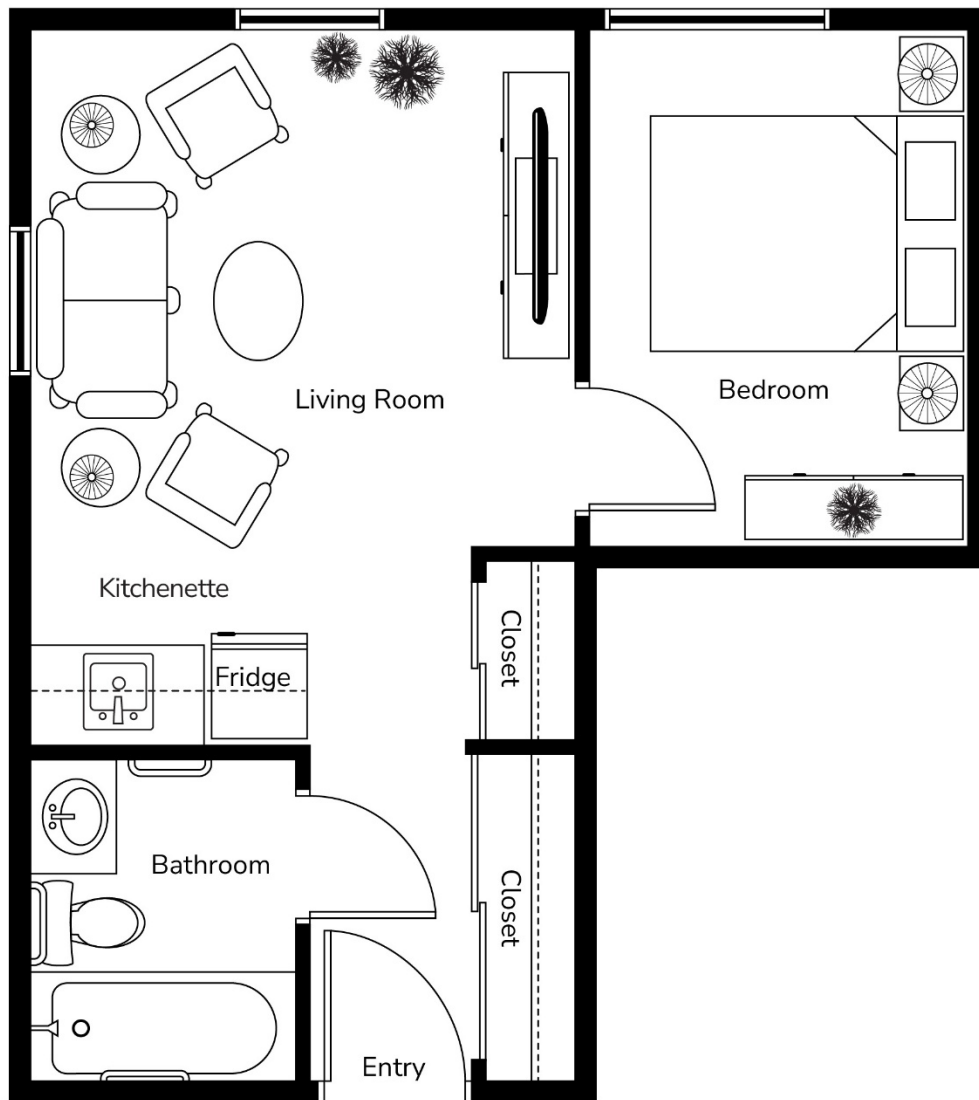 Living Room
Bedroom
Kitchenette
Closet
Fridge
Bathroom
Closet
Entry